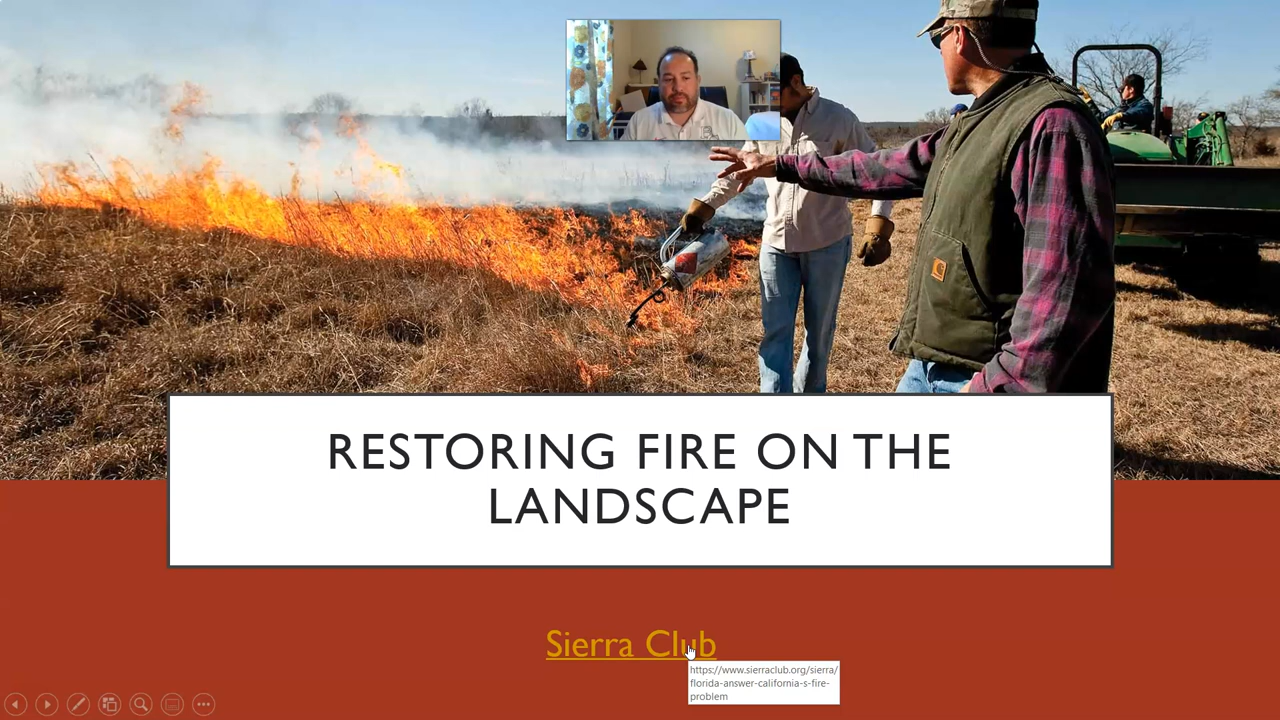 RESTORING FIRE ON THE
LANDSCAPE
Sierra Club
https://www.sierraclub.org/sierra/
florida-answer-california-s-fire-
problem